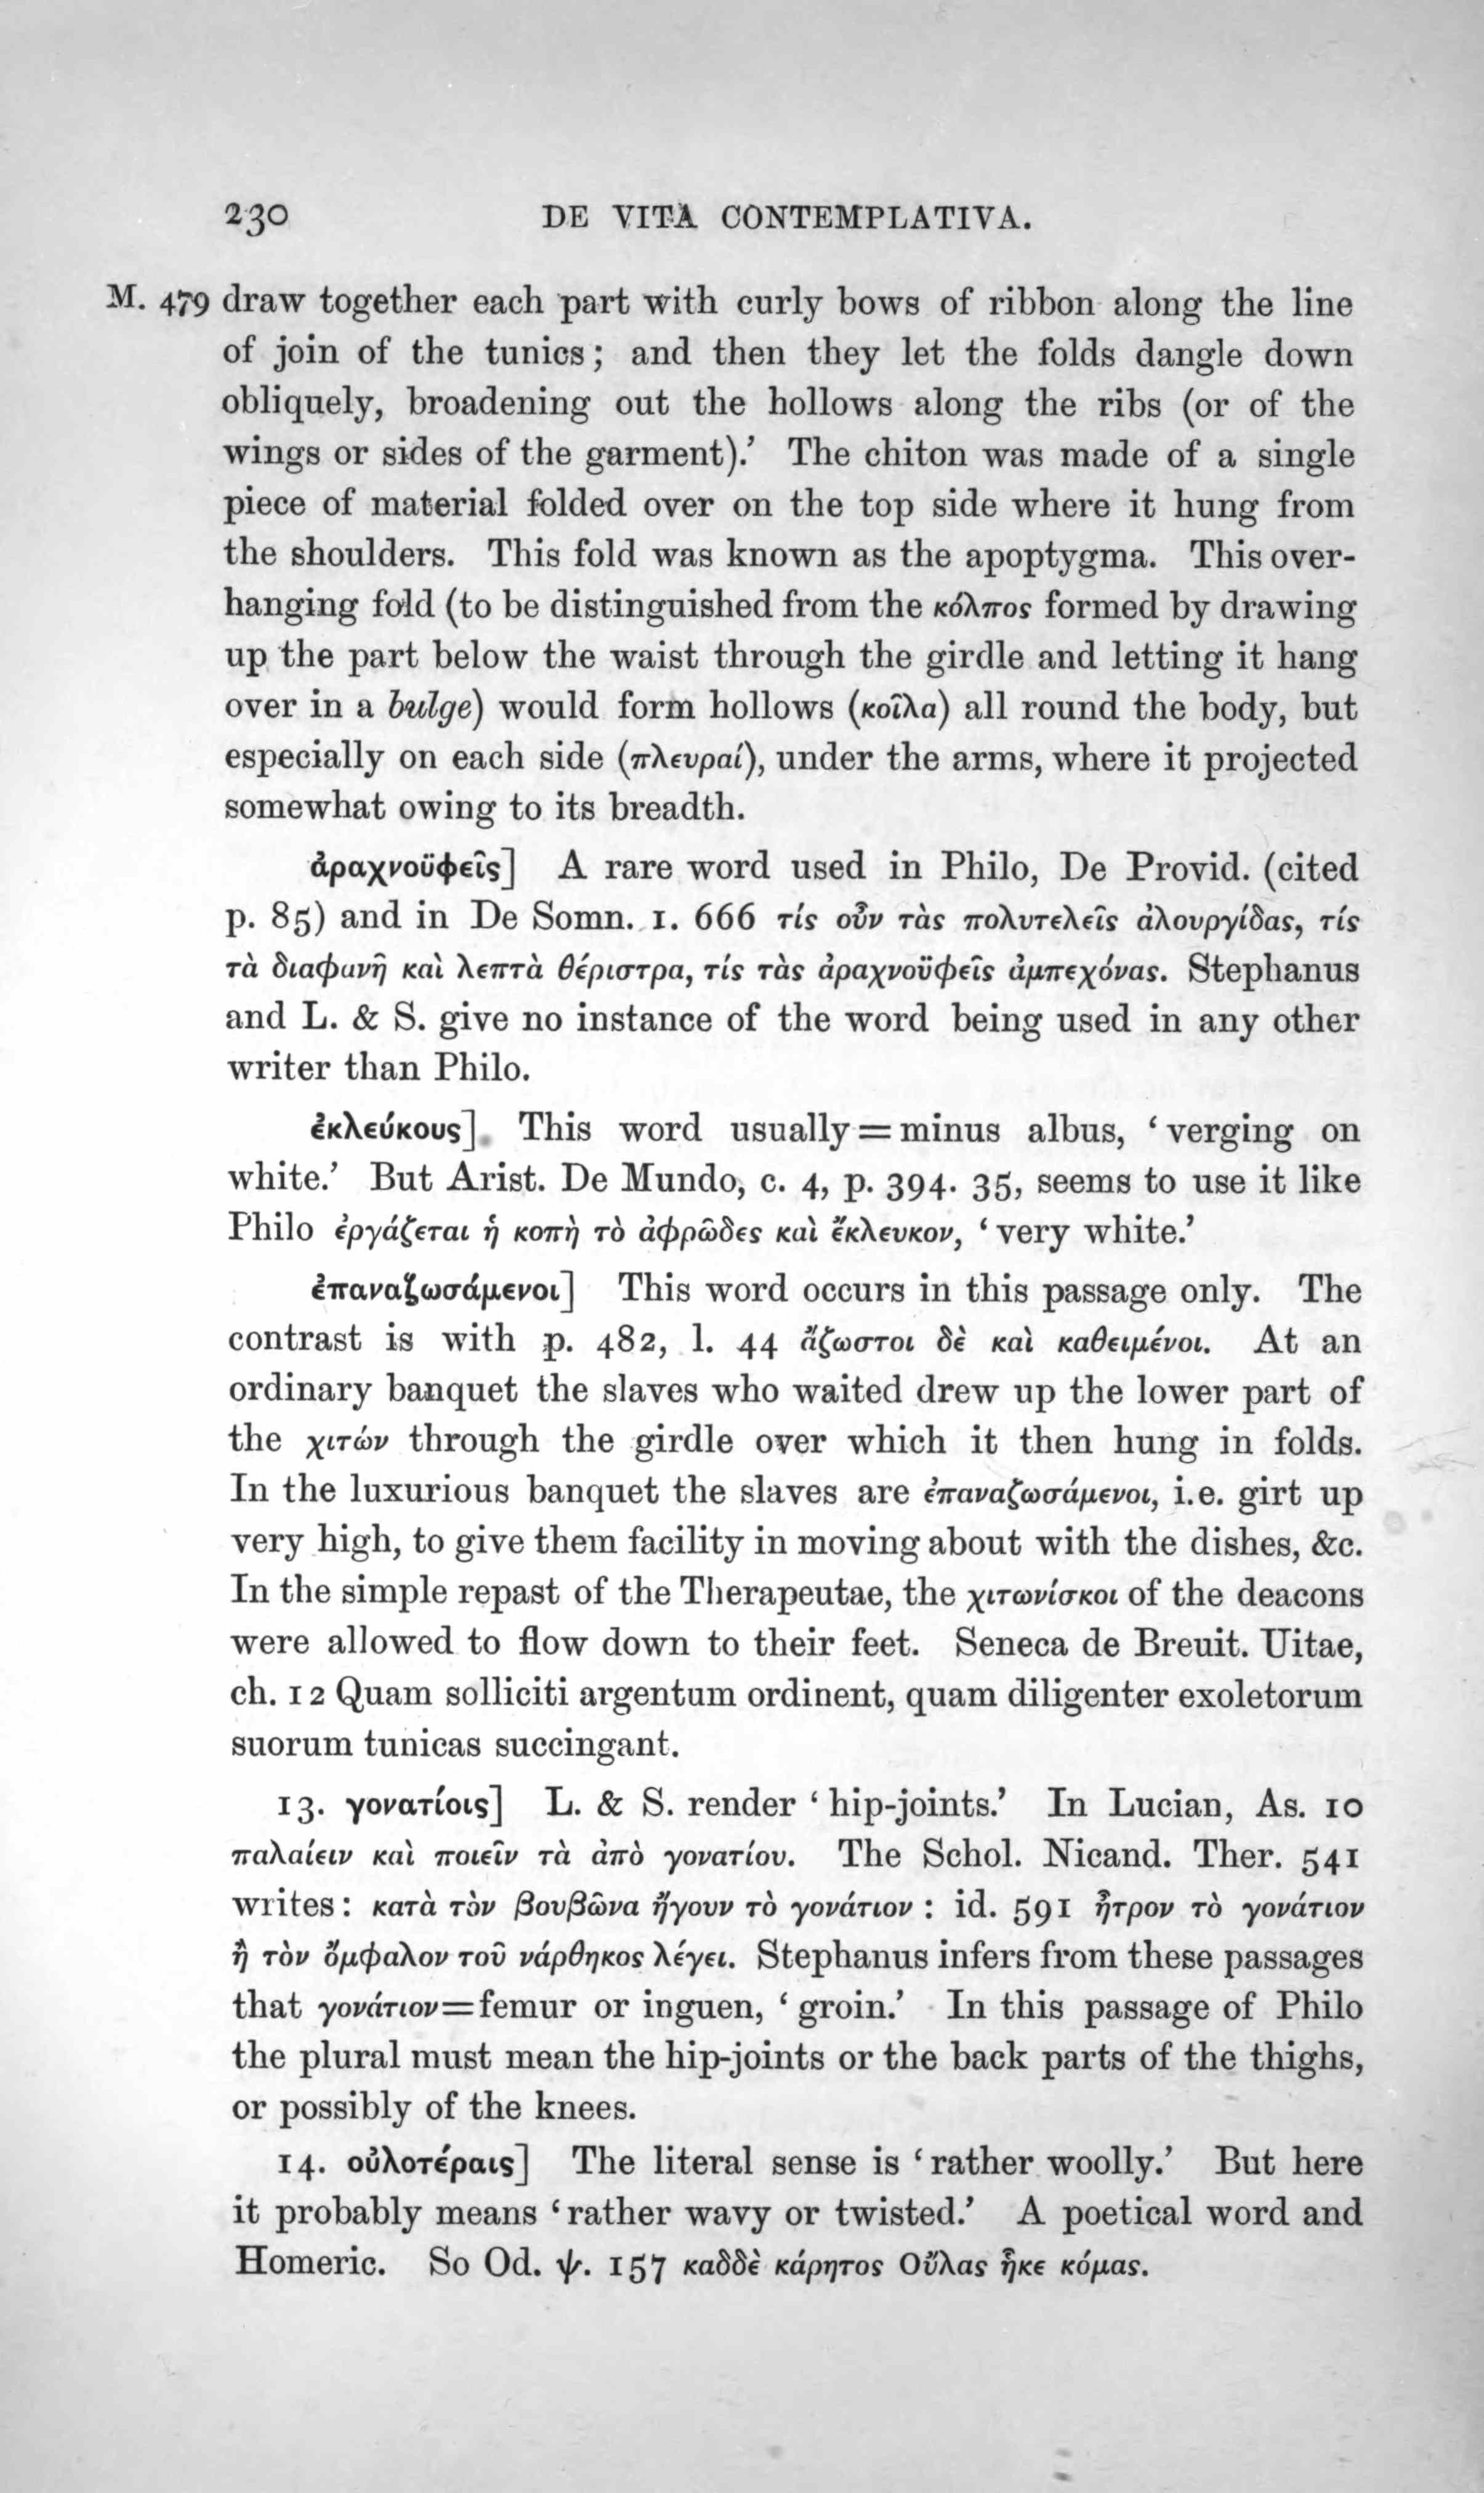 230 DE VITA CONTEMPLATIVA.
M. 479 draw together each part with curly bows of ribbon along the line
of join of the tunics; and then they let the folds dangle down
obliquely, broadening out the hollows along the ribs (or of the
wings or sides of the garment).’ The chiton was made of a single
piece of material folded over on the top side where it hung from
the shoulders. This fold was known as the apoptygma. This over-
hanging fold (to be distinguished from the κόλπος formed by drawing
up the part below the waist through the girdle and letting it hang
over in a bulge) would form hollows (κοῖλα) all round the body, but
especially on each side (πλευραί), under the arms, where it projected
somewhat owing to its breadth.
ἀραχνοϋφεῖς] A rare word used in Philo, De Provid. (cited
p. 85) and in De Somn. 1. 666 τίς οὖν τὰς πολυτελεῖς ἁλουργίδας, τίς
τὰ διαφανῆ καὶ λεπτὰ θέριστρα, τίς τὰς ἀραχνοϋφεῖς ἀμπεχόνας. Stephanus
and L. & S. give no instance of the word being used in any other
writer than Philo.
ἐκλεύκους] This word usually = minus albus, ‘verging on
white.’ But Arist. De Mundo, c. 4, p. 394. 35, seems to use it like
Philo ἐργάζεται ἡ κοπὴ τὸ ἀφρῶδες καὶ ἔκλευκον, ‘very white.’
ἐπαναζωσάμενοι] This word occurs in this passage only. The
contrast is with p. 482, l. 44 ἄζωστοι δὲ καὶ καθειμένοι. At an
ordinary banquet the slaves who waited drew up the lower part of
the χιτών through the girdle over which it then hung in folds.
In the luxurious banquet the slaves are ἐπαναζωσάμενοι, i.e. girt up
very high, to give them facility in moving about with the dishes, &c.
In the simple repast of the Therapeutae, the χιτωνίσκοι of the deacons
were allowed to flow down to their feet. Seneca de Breuit. Uitae,
ch. 12 Quam solliciti argentum ordinent, quam diligenter exoletorum
suorum tunicas succingant.
13. γονατίοις] L. & S. render ‘hip-joints.’ In Lucian, As. 10
παλαίειν καὶ ποιεῖν τὰ ἀπὸ γονατίου. The Schol. Nicand. Ther. 541
writes: κατὰ τὸν βουβῶνα ἤγουν τὸ γονάτιον : id. 591 ἦτρον τὸ γονάτιον
ἢ τὸν ὄμφαλον τοῦ νάρθηκος λέγει. Stephanus infers from these passages
that γονάτιον=femur or inguen, ‘groin.’ In this passage of Philo
the plural must mean the hip-joints or the back parts of the thighs,
or possibly of the knees.
14. οὐλοτέραις] The literal sense is ‘rather woolly.’ But here
it probably means ‘rather wavy or twisted.’ A poetical word and
Homeric. So Od. ψ. 157 καδδὲ κάρητος Οὔλας ἧκε κόμας.